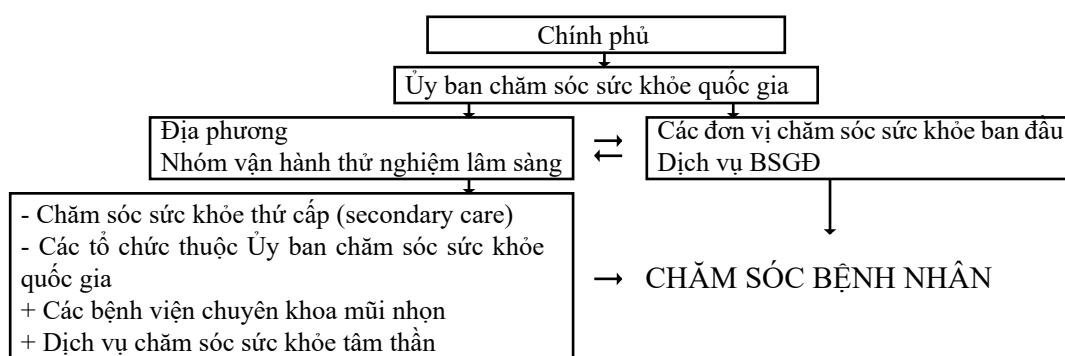 Chính phủ
Ủy ban chăm sóc sức khỏe quốc gia
Địa phương
Nhóm vận hành thử nghiệm lâm sàng
Các đơn vị chăm sóc sức khỏe ban đầu
Dịch vụ BSGĐ
- Chăm sóc sức khỏe thứ cấp (secondary care)
- Các tổ chức thuộc Ủy ban chăm sóc sức khỏe
quốc gia
+ Các bệnh viện chuyên khoa mũi nhọn
+ Dịch vụ chăm sóc sức khỏe tâm thần
CHĂM SÓC BỆNH NHÂN